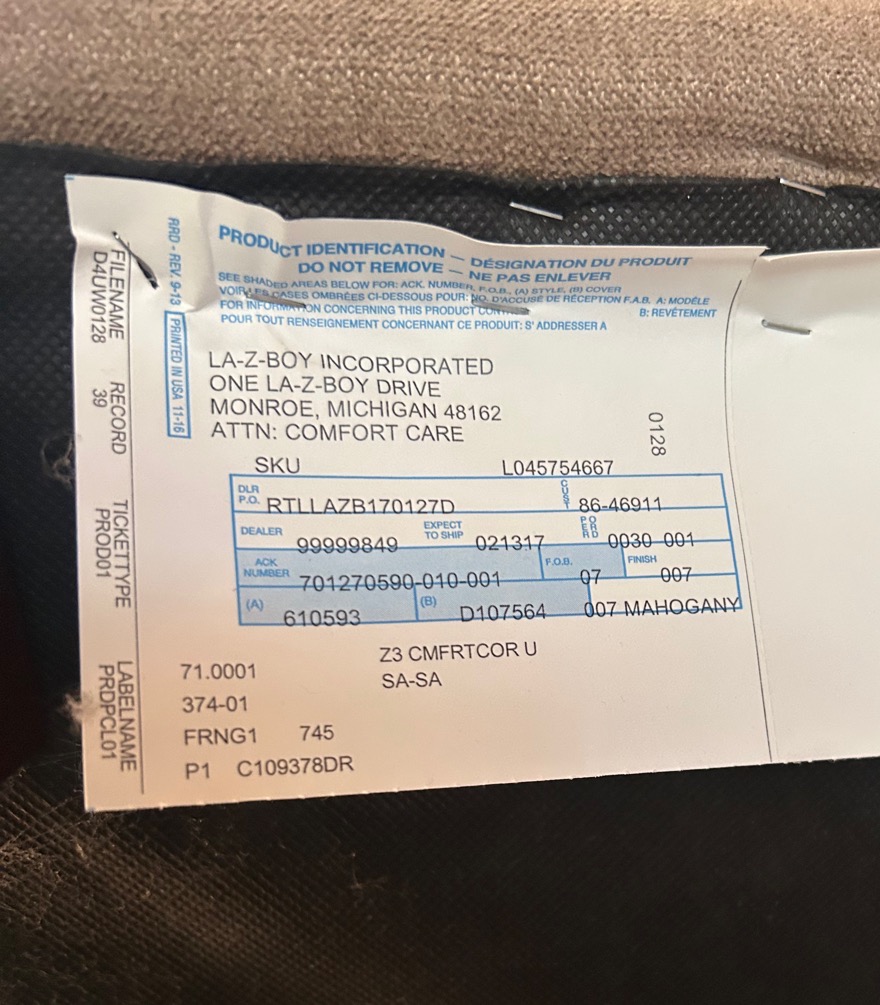 PRODUCT IDENTIFICATION — DÉSIGNATION DU PRODUIT
DO NOT REMOVE — NE PAS ENLEVER
SEE SHADED AREAS BELOW FOR: ACK. NUMBER, F.O.B., (A) STYLE, (B) COVER
VOIR LES CASES OMBRÉES CI-DESSOUS POUR: NO. D'ACCUSÉ DE RÉCEPTION F.A.B. A: MODÈLE
B: REVÊTEMENT
FOR INFORMATION CONCERNING THIS PRODUCT
POUR TOUT RENSEIGNEMENT CONCERNANT CE PRODUIT: S' ADDRESSER A
LA-Z-BOY INCORPORATED
ONE LA-Z-BOY DRIVE
MONROE, MICHIGAN 48162
ATTN: COMFORT CARE
0128
SKU L045754667
DLR P.O. RTLLAZB170127D CUST 86-46911
DEALER 99999849 EXPECT TO SHIP 021317 0030 001
ACK NUMBER 701270590-010-001 F.O.B. 07 FINISH 007
(A) 610593 (B) D107564 007 MAHOGANY
Z3 CMFRTCOR U
71.0001 SA-SA
374-01
FRNG1 745
P1 C109378DR
RRD - REV. 9-13 PRINTED IN USA 11-16
FILENAME RECORD TICKETTYPE LABELNAME
D4UW0128 39 PROD01 PRDPCL01